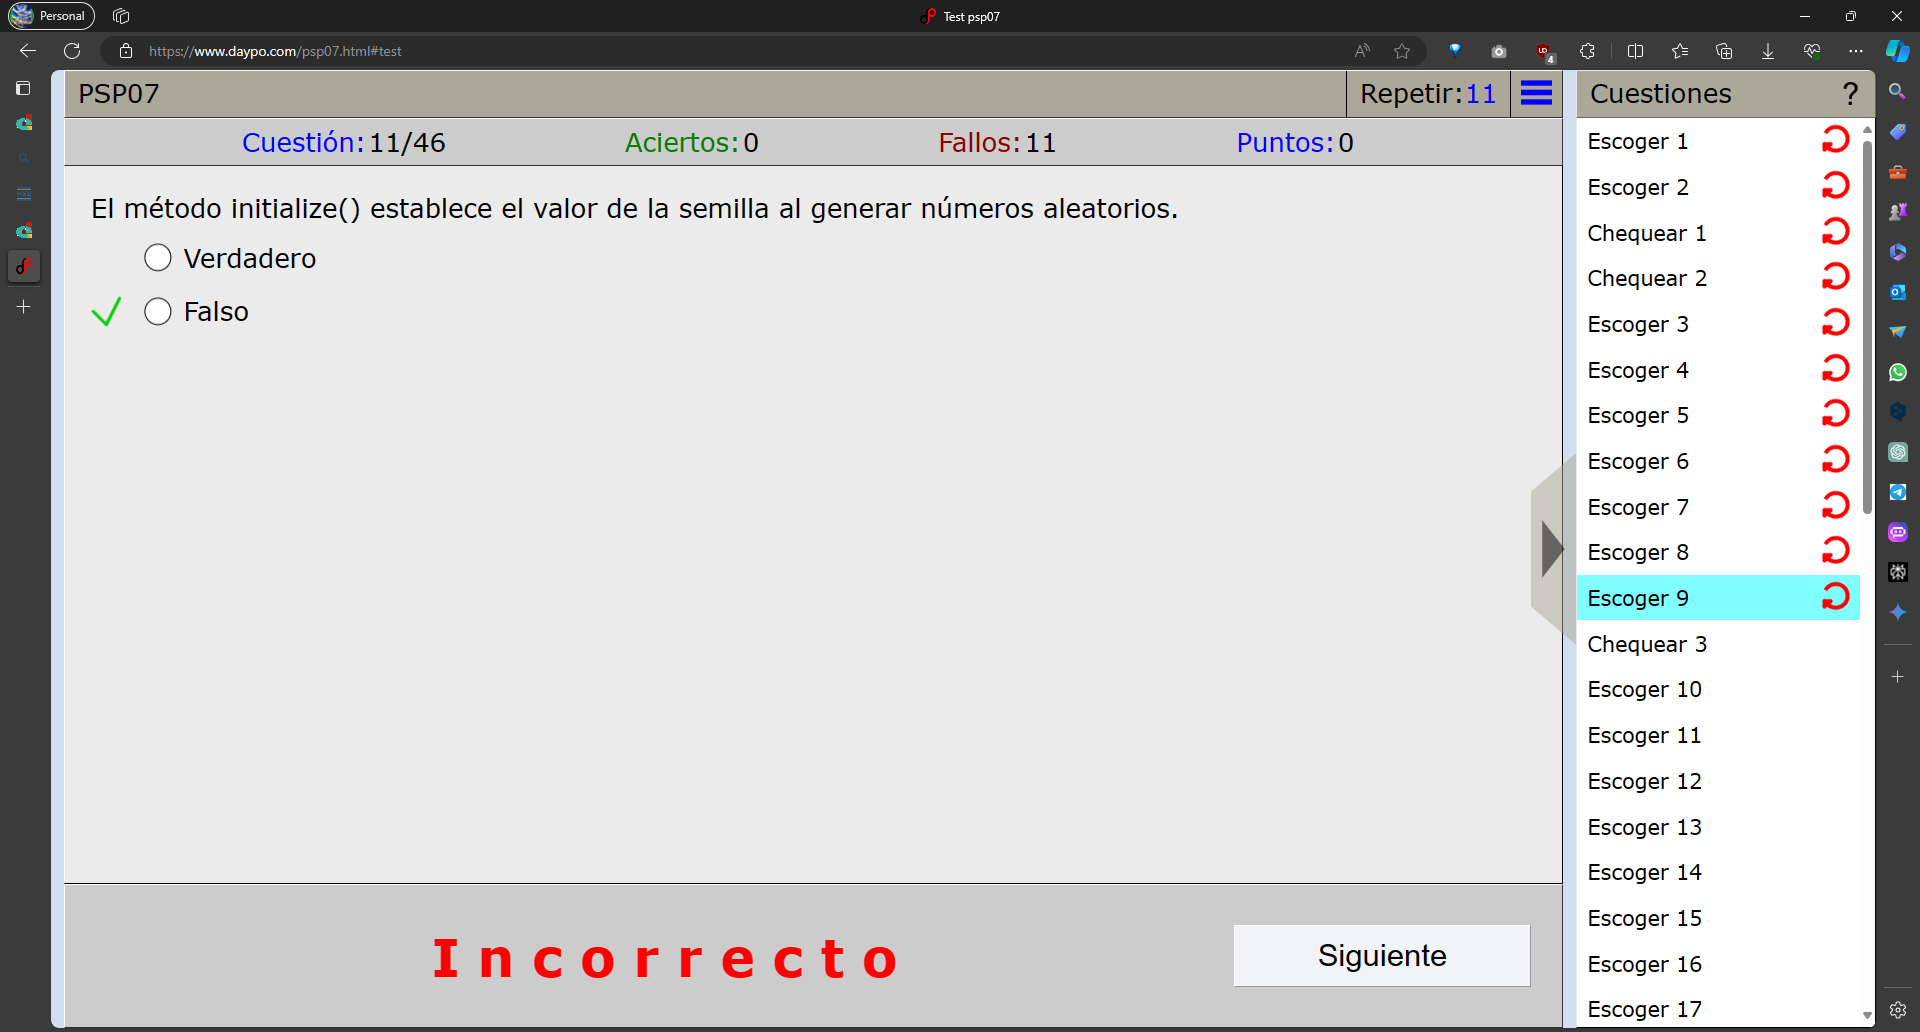 Personal
Test psp07
https://www.daypo.com/psp07.html#test
4
PSP07
Repetir:11
Cuestiones
?
Cuestión:11/46
Aciertos:0
Fallos:11
Puntos:0
El método initialize() establece el valor de la semilla al generar números aleatorios.
Verdadero
Falso
Incorrecto
Siguiente
Escoger 1
Escoger 2
Chequear 1
Chequear 2
Escoger 3
Escoger 4
Escoger 5
Escoger 6
Escoger 7
Escoger 8
Escoger 9
Chequear 3
Escoger 10
Escoger 11
Escoger 12
Escoger 13
Escoger 14
Escoger 15
Escoger 16
Escoger 17